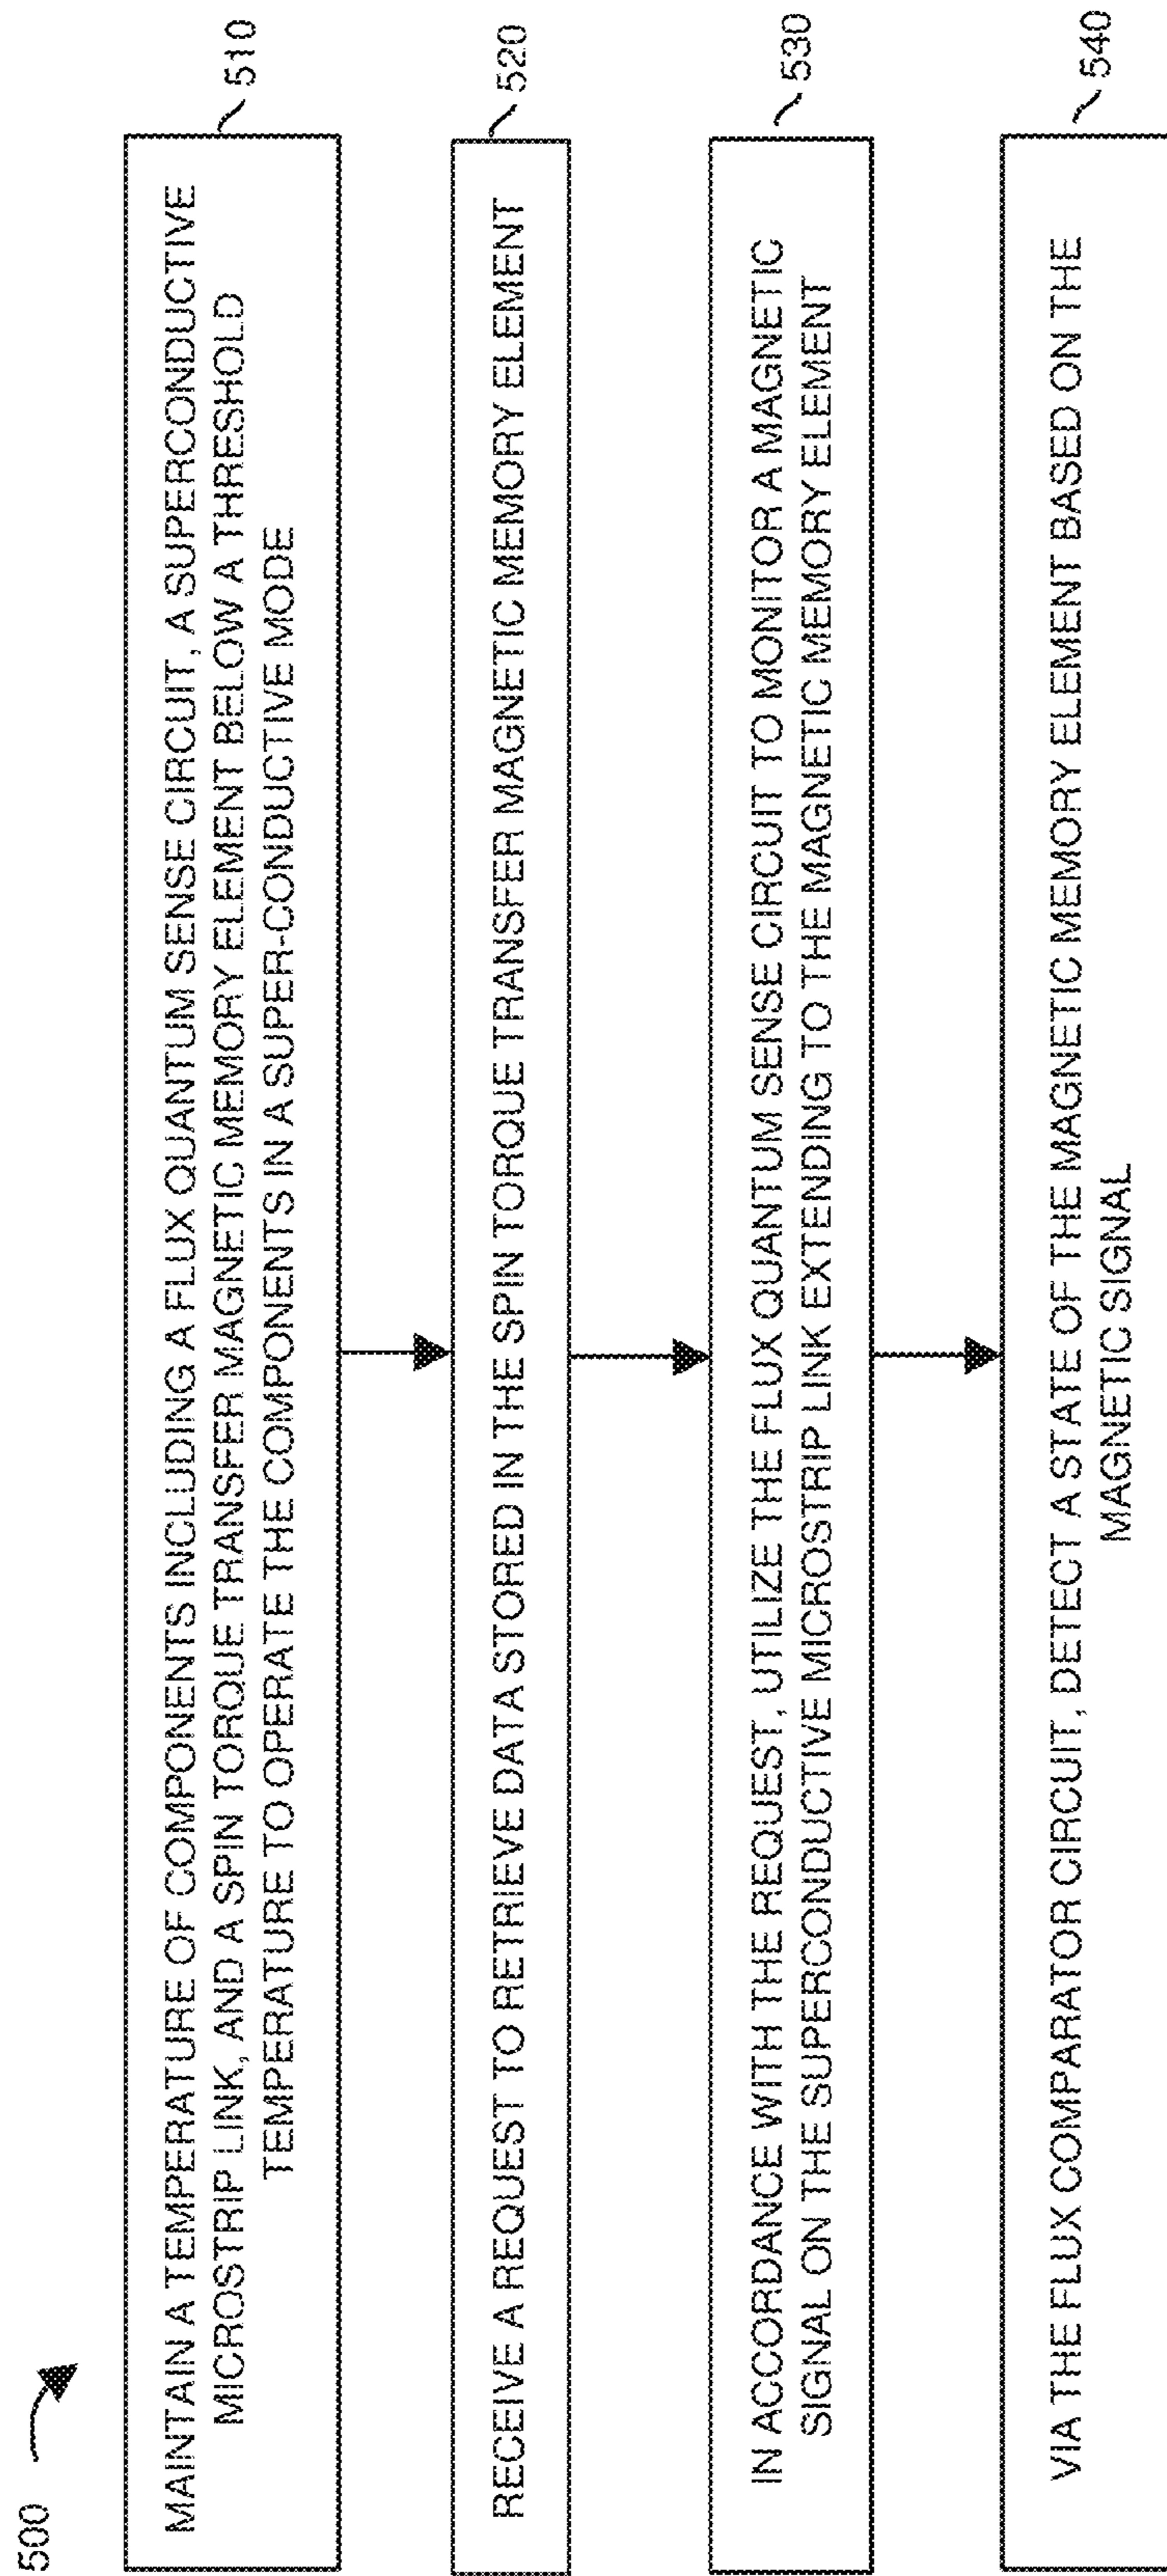 500
MAINTAIN A TEMPERATURE OF COMPONENTS INCLUDING A FLUX QUANTUM SENSE CIRCUIT, A SUPERCONDUCTIVE
MICROSTRIP LINK, AND A SPIN TORQUE TRANSFER MAGNETIC MEMORY ELEMENT BELOW A THRESHOLD
TEMPERATURE TO OPERATE THE COMPONENTS IN A SUPER-CONDUCTIVE MODE
510
RECEIVE A REQUEST TO RETRIEVE DATA STORED IN THE SPIN TORQUE TRANSFER MAGNETIC MEMORY ELEMENT
520
IN ACCORDANCE WITH THE REQUEST, UTILIZE THE FLUX QUANTUM SENSE CIRCUIT TO MONITOR A MAGNETIC
SIGNAL ON THE SUPERCONDUCTIVE MICROSTRIP LINK EXTENDING TO THE MAGNETIC MEMORY ELEMENT
530
VIA THE FLUX COMPARATOR CIRCUIT, DETECT A STATE OF THE MAGNETIC MEMORY ELEMENT BASED ON THE
MAGNETIC SIGNAL
540